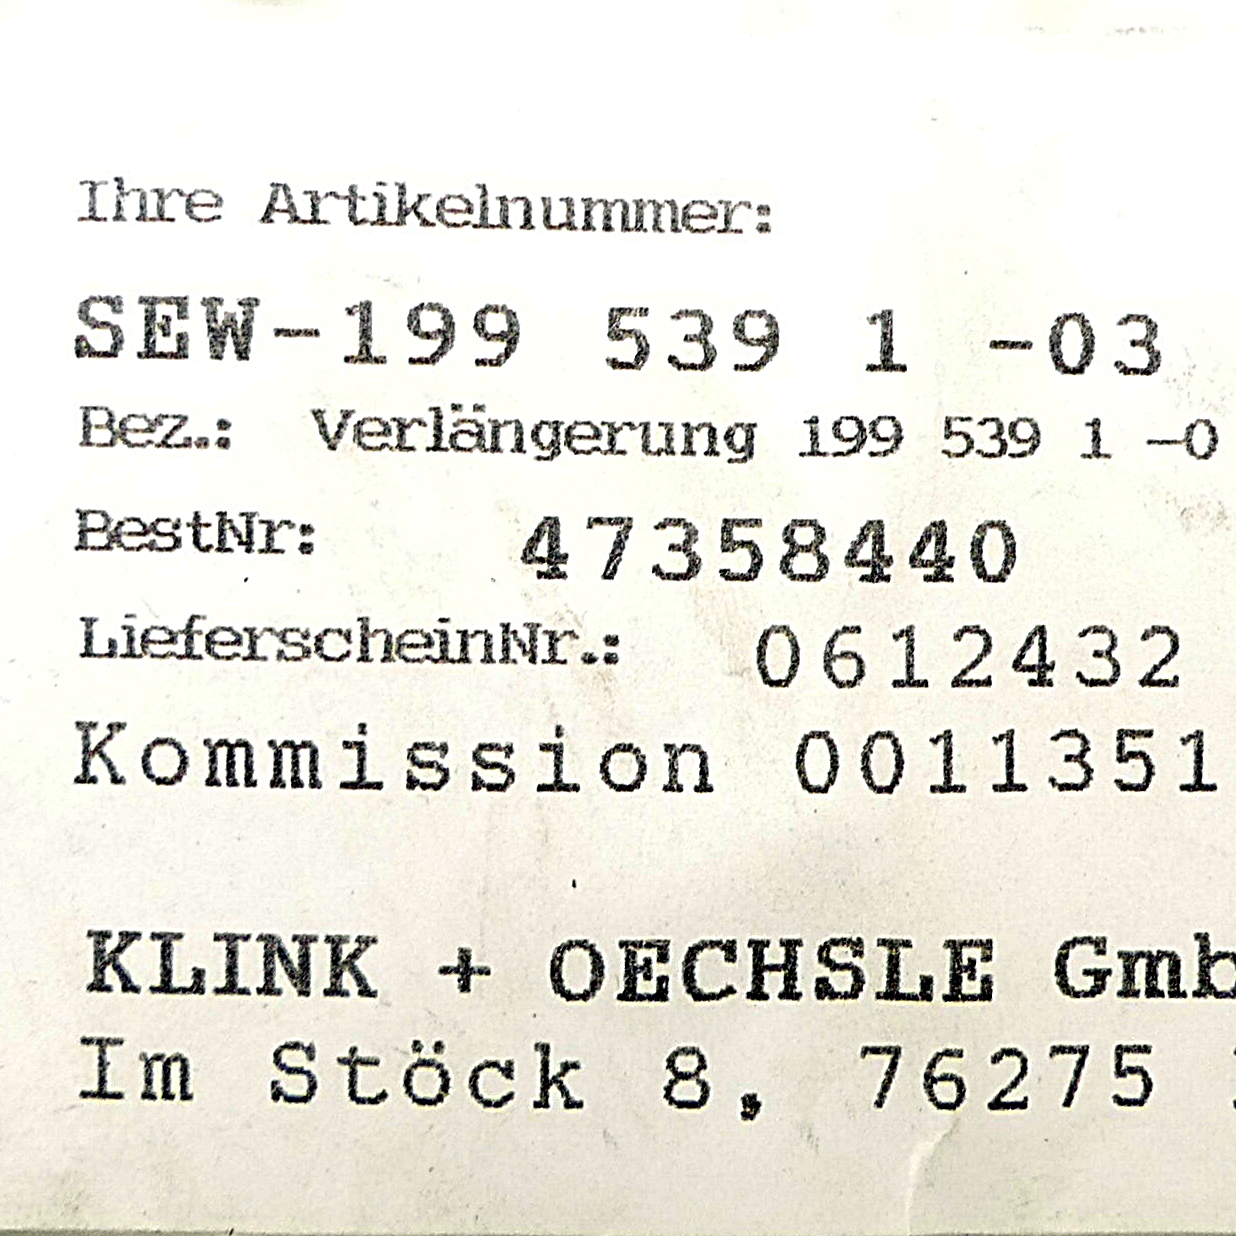 Ihre Artikelnummer:
SEW-199 539 1 -03
Bez.: Verlängerung 199 539 1 -0
BestNr: 47358440
LieferscheinNr.: 0612432
Kommission 0011351
KLINK + OECHSLE Gmb
Im Stöck 8, 76275